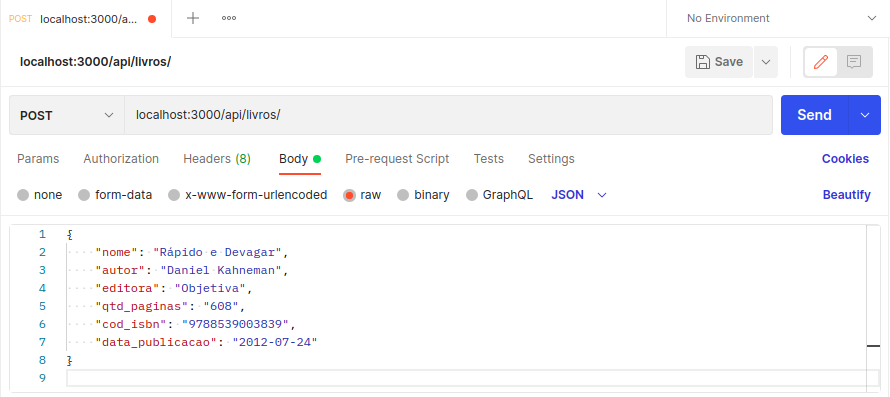 POST localhost:3000/a... No Environment
localhost:3000/api/livros/ Save
POST localhost:3000/api/livros/ Send
Params Authorization Headers (8) Body Pre-request Script Tests Settings Cookies
none form-data x-www-form-urlencoded raw binary GraphQL JSON Beautify
1 {
2 "nome": "Rápido e Devagar",
3 "autor": "Daniel Kahneman",
4 "editora": "Objetiva",
5 "qtd_paginas": "608",
6 "cod_isbn": "9788539003839",
7 "data_publicacao": "2012-07-24"
8 }
9